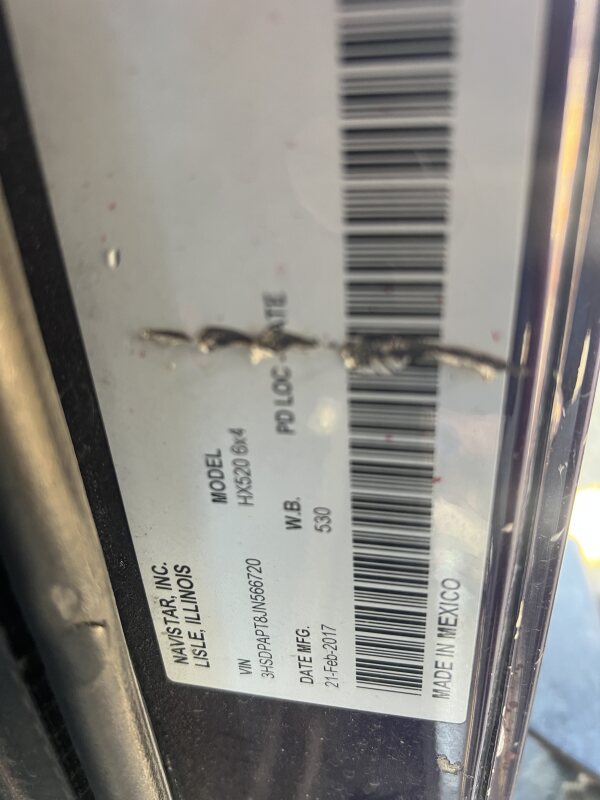 NAVISTAR, INC.
LISLE, ILLINOIS
VIN
3HSDPAPT8JN566720
MODEL
HX520 6x4
DATE MFG.
21-Feb-2017
W.B.
530
PD LOC
MADE IN MEXICO